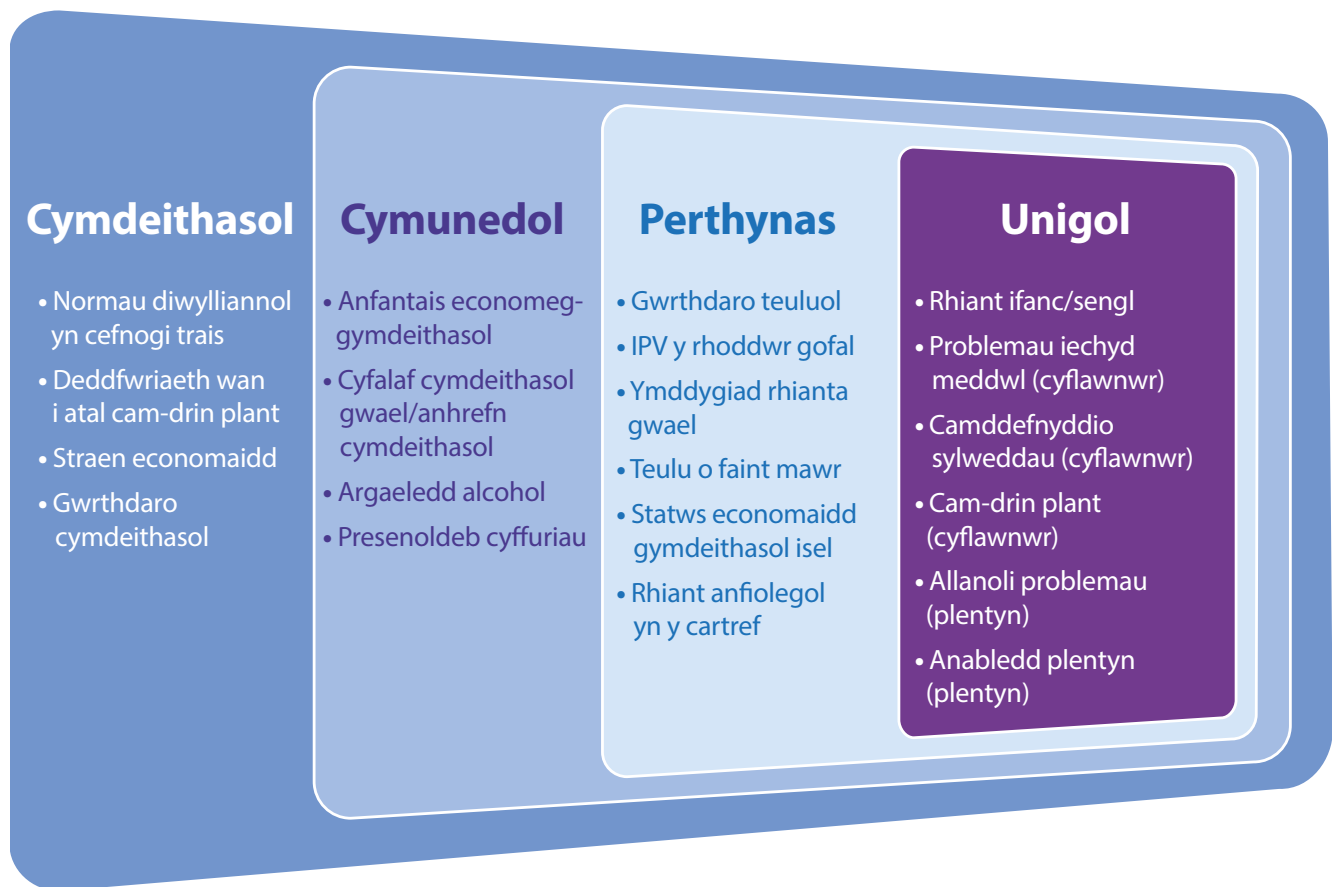 Cymdeithasol
• Normau diwylliannol
yn cefnogi trais
• Deddfwriaeth wan
i atal cam-drin plant
• Straen economaidd
• Gwrthdaro
cymdeithasol
Cymunedol
• Anfantais economeg-
gymdeithasol
• Cyfalaf cymdeithasol
gwael/anhrefn
cymdeithasol
• Argaeledd alcohol
• Presenoldeb cyffuriau
Perthynas
• Gwrthdaro teuluol
• IPV y rhoddwr gofal
• Ymddygiad rhianta
gwael
• Teulu o faint mawr
• Statws economaidd
gymdeithasol isel
• Rhiant anfiolegol
yn y cartref
Unigol
• Rhiant ifanc/sengl
• Problemau iechyd
meddwl (cyflawnwr)
• Camddefnyddio
sylweddau (cyflawnwr)
• Cam-drin plant
(cyflawnwr)
• Allanoli problemau
(plentyn)
• Anabledd plentyn
(plentyn)